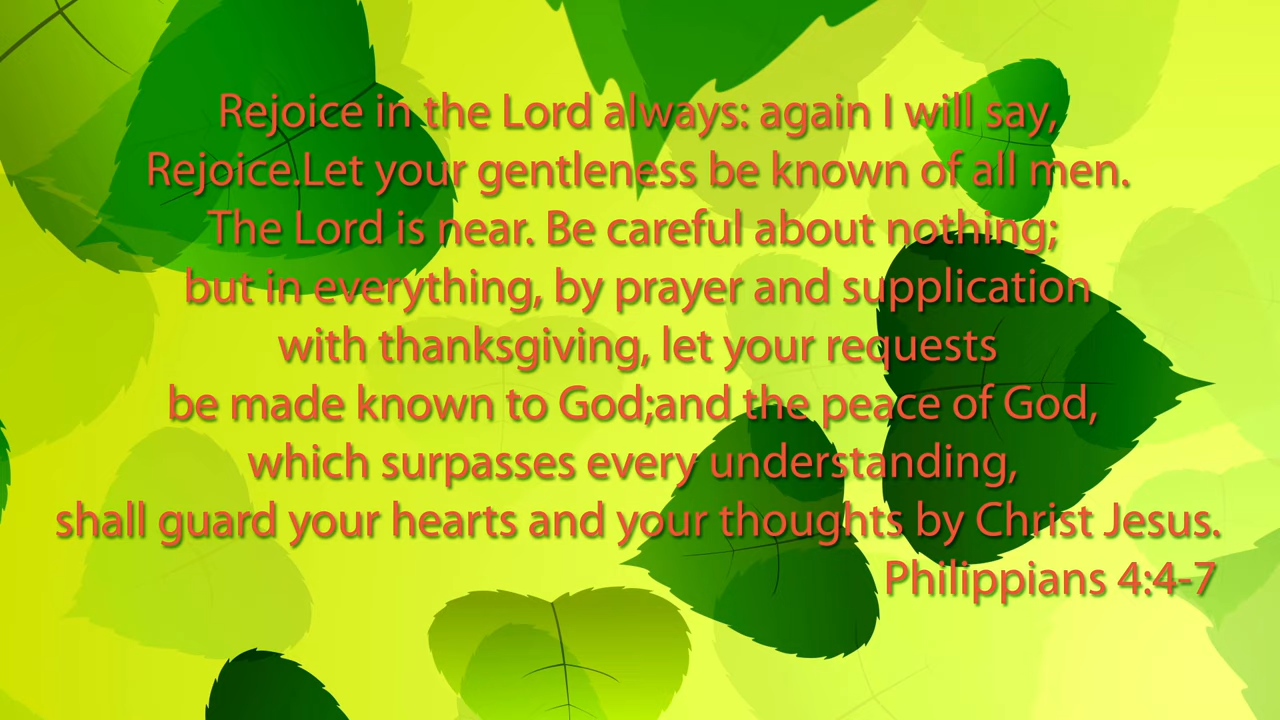 Rejoice in the Lord always: again I will say,
Rejoice.Let your gentleness be known of all men.
The Lord is near. Be careful about nothing;
but in everything, by prayer and supplication
with thanksgiving, let your requests
be made known to God;and the peace of God,
which surpasses every understanding,
shall guard your hearts and your thoughts by Christ Jesus.
Philippians 4:4-7